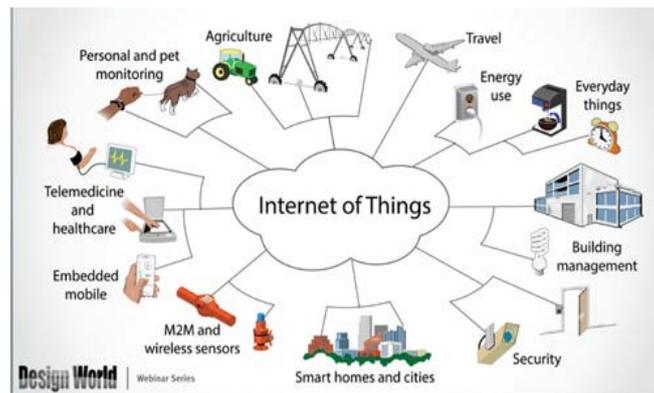 Agriculture
Travel
Personal and pet
monitoring
Energy
use
Everyday
things
Internet of Things
Telemedicine
and
healthcare
Building
management
Embedded
mobile
M2M and
wireless sensors
Security
Smart homes and cities
Design World
Webinar Series